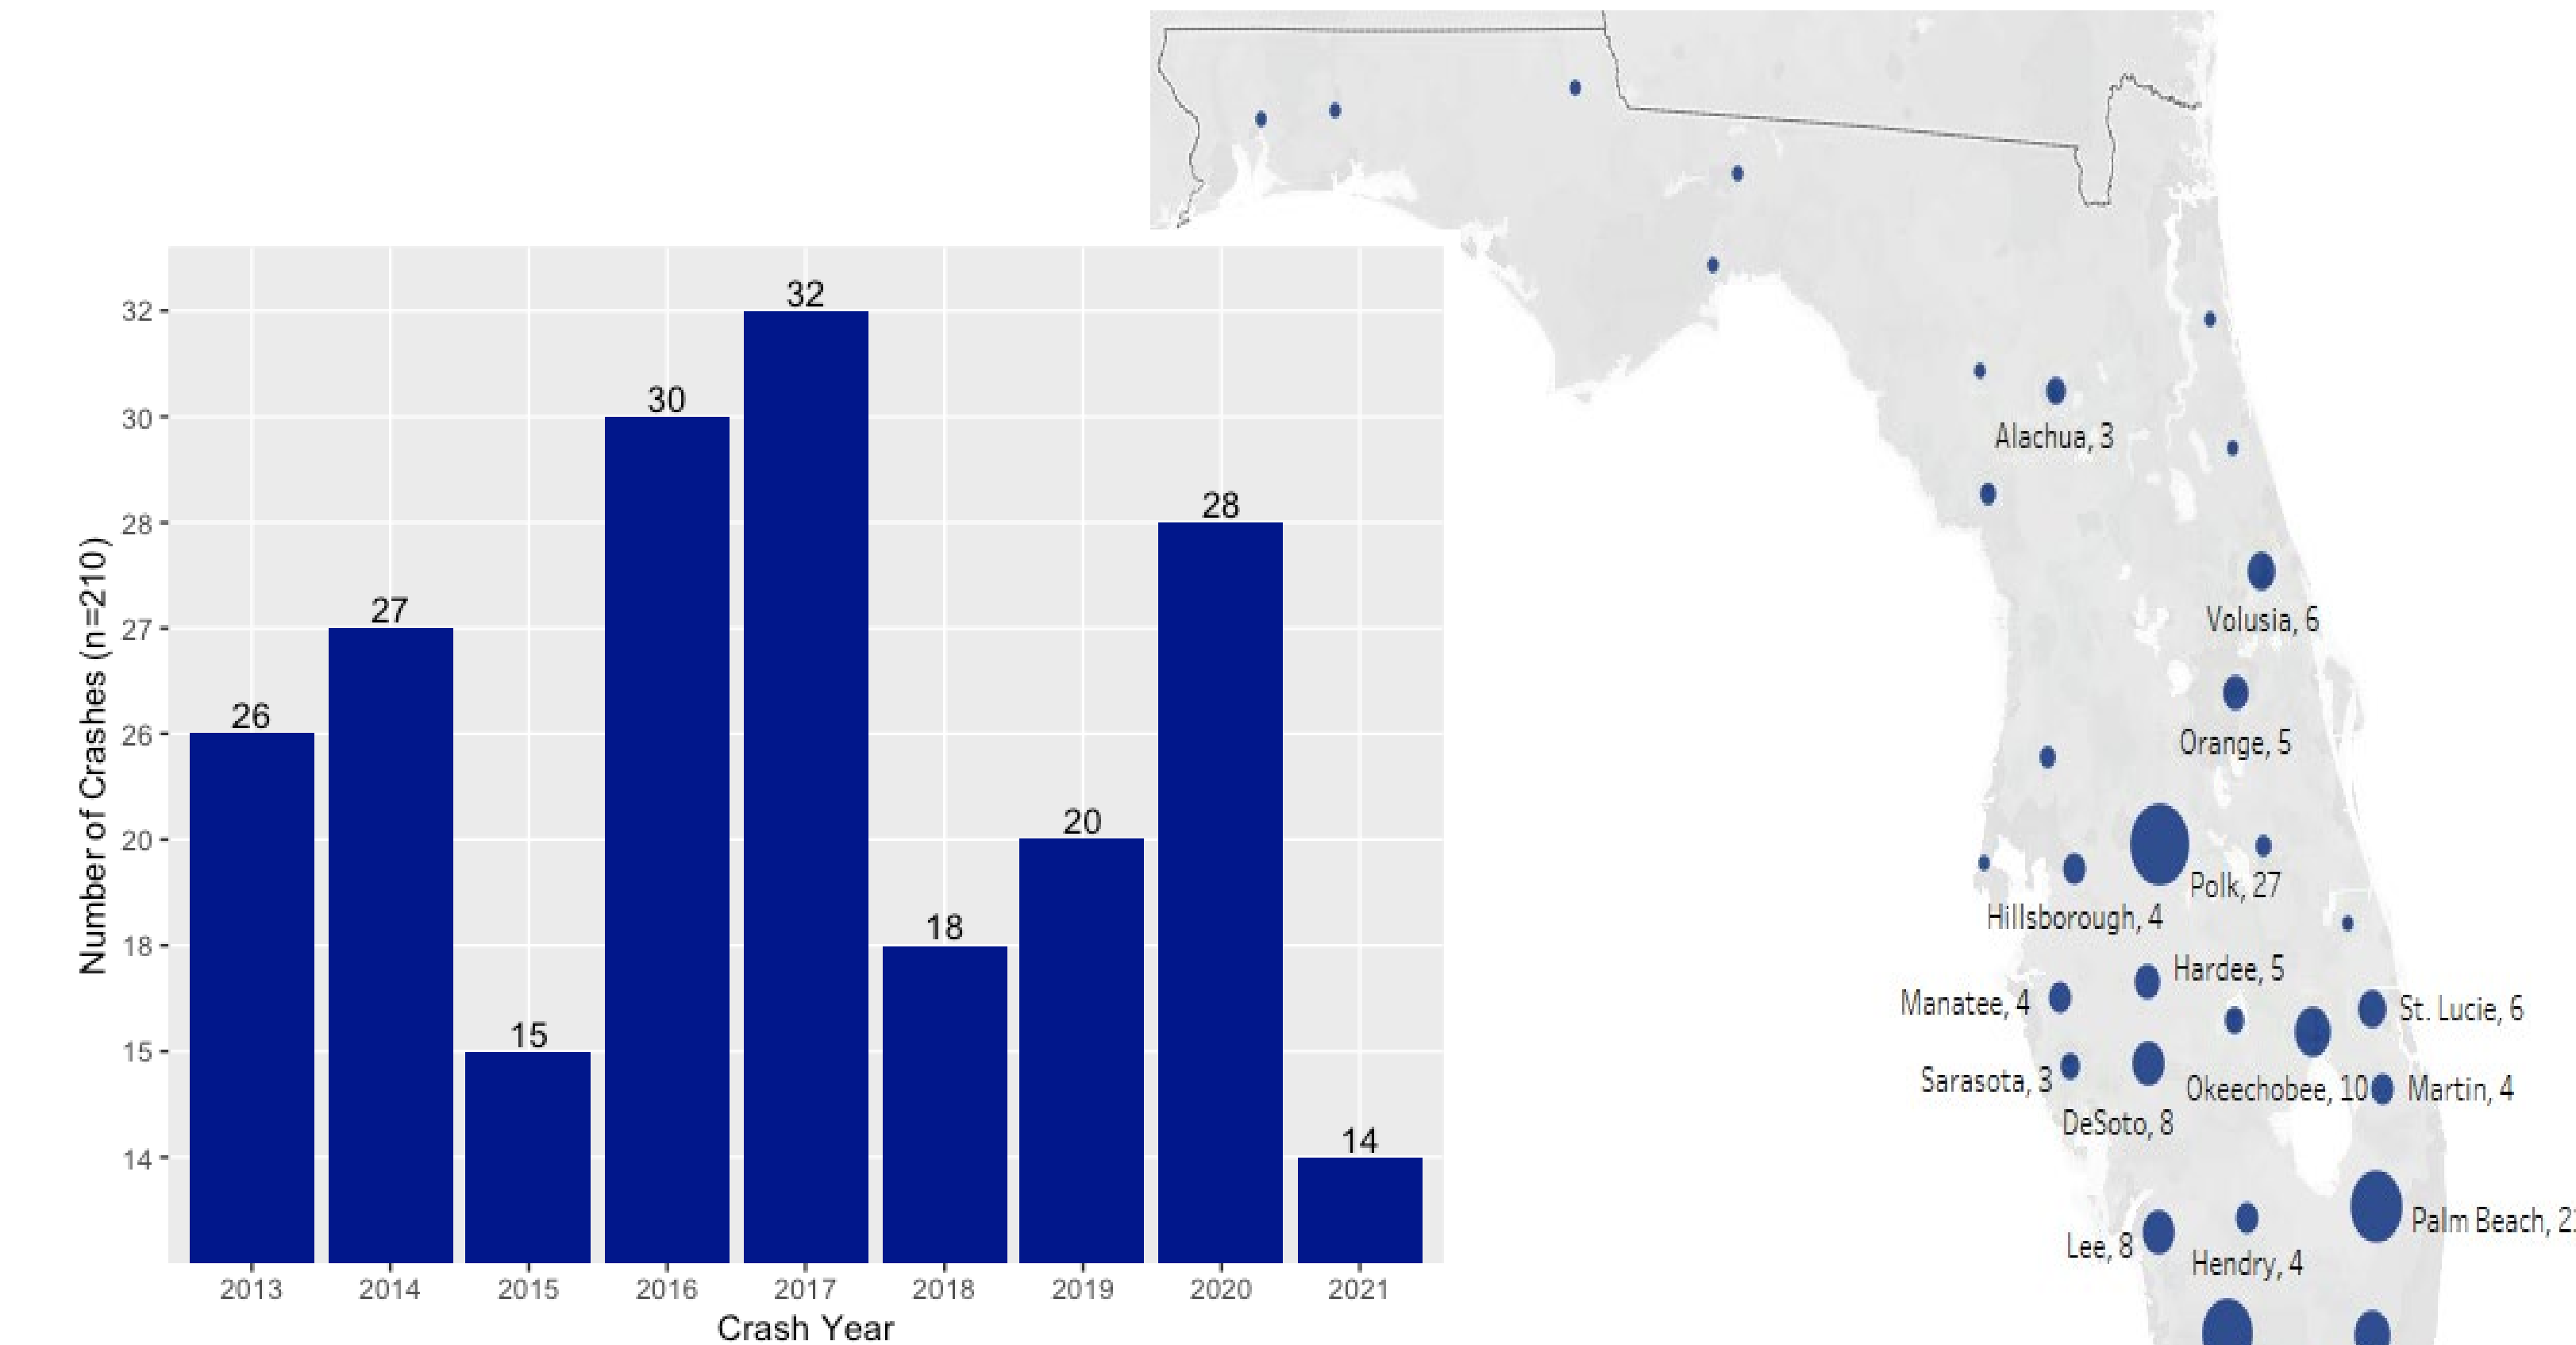 Number of Crashes (n=210)
32
30
28
27
26
20
18
15
14
26
27
15
30
32
18
20
28
14
2013 2014 2015 2016 2017 2018 2019 2020 2021
Crash Year
Alachua, 3
Volusia, 6
Orange, 5
Polk, 27
Hillsborough, 4
Hardee, 5
Manatee, 4
St. Lucie, 6
Sarasota, 3
Okeechobee, 10
Martin, 4
DeSoto, 8
Palm Beach,
Lee, 8
Hendry, 4